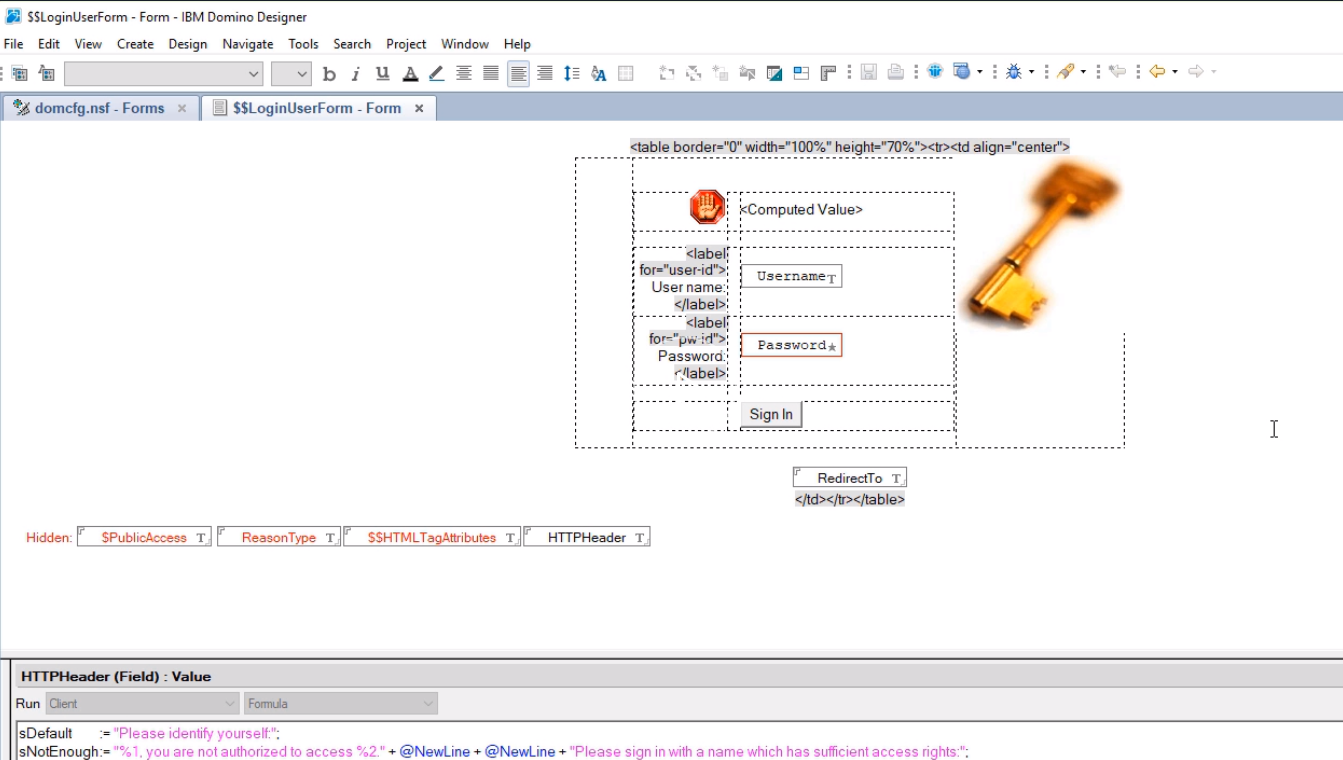 $$LoginUserForm - Form - IBM Domino Designer
File Edit View Create Design Navigate Tools Search Project Window Help
domcfg.nsf - Forms $$LoginUserForm - Form
<table border="0" width="100%" height="70%"><tr><td align="center">
<Computed Value>
<label
for="user-id">
User name:
</label>
Username T
<label
for="pw-id">
Password:
</label>
Password *
Sign In
RedirectTo T
</td></tr></table>
Hidden: $PublicAccess T ReasonType T $$HTMLTagAttributes T HTTPHeader T
HTTPHeader (Field) : Value
Run Client Formula
sDefault := "Please identify yourself:";
sNotEnough:= "%1, you are not authorized to access %2." + @NewLine + @NewLine + "Please sign in with a name which has sufficient access rights:";